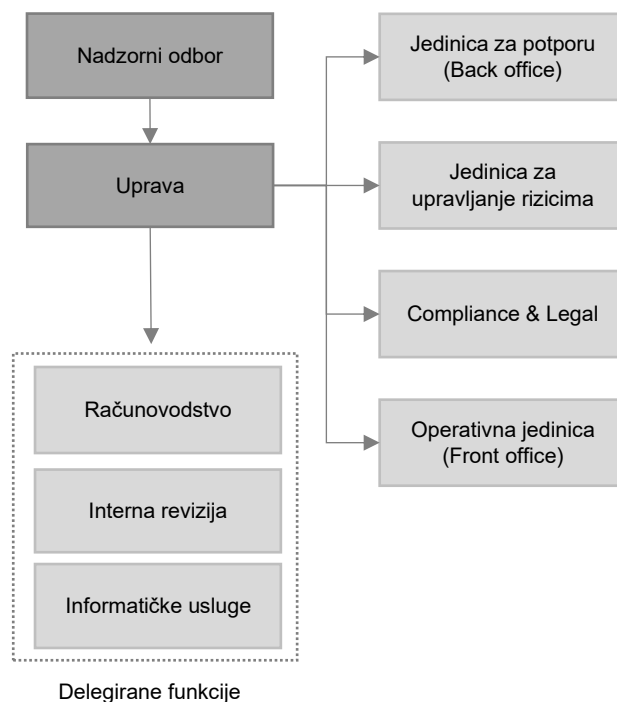 Nadzorni odbor
Uprava
Jedinica za potporu
(Back office)
Jedinica za
upravljanje rizicima
Compliance & Legal
Operativna jedinica
(Front office)
Računovodstvo
Interna revizija
Informatičke usluge
Delegirane funkcije